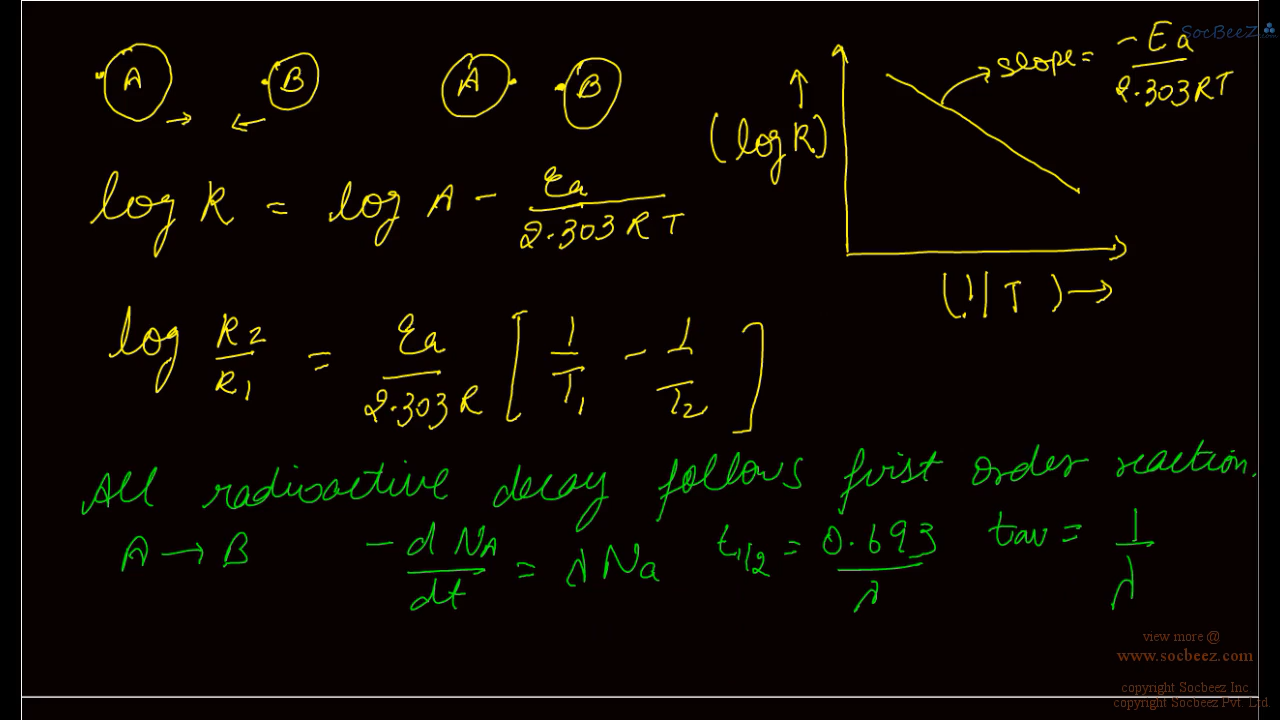 SocBeeZ
A B A B
slope = -Ea / 2.303RT
(log R)
log R = log A - Ea / 2.303RT
(1/T)
log R2/R1 = Ea / 2.303R [ 1/T1 - 1/T2 ]
All radioactive decay follows first order reaction.
A → B -dNA/dt = λNa t1/2 = 0.693/λ tav = 1/λ
view more @
www.socbeez.com
copyright Socbeez Inc
copyright Socbeez Pvt Ltd